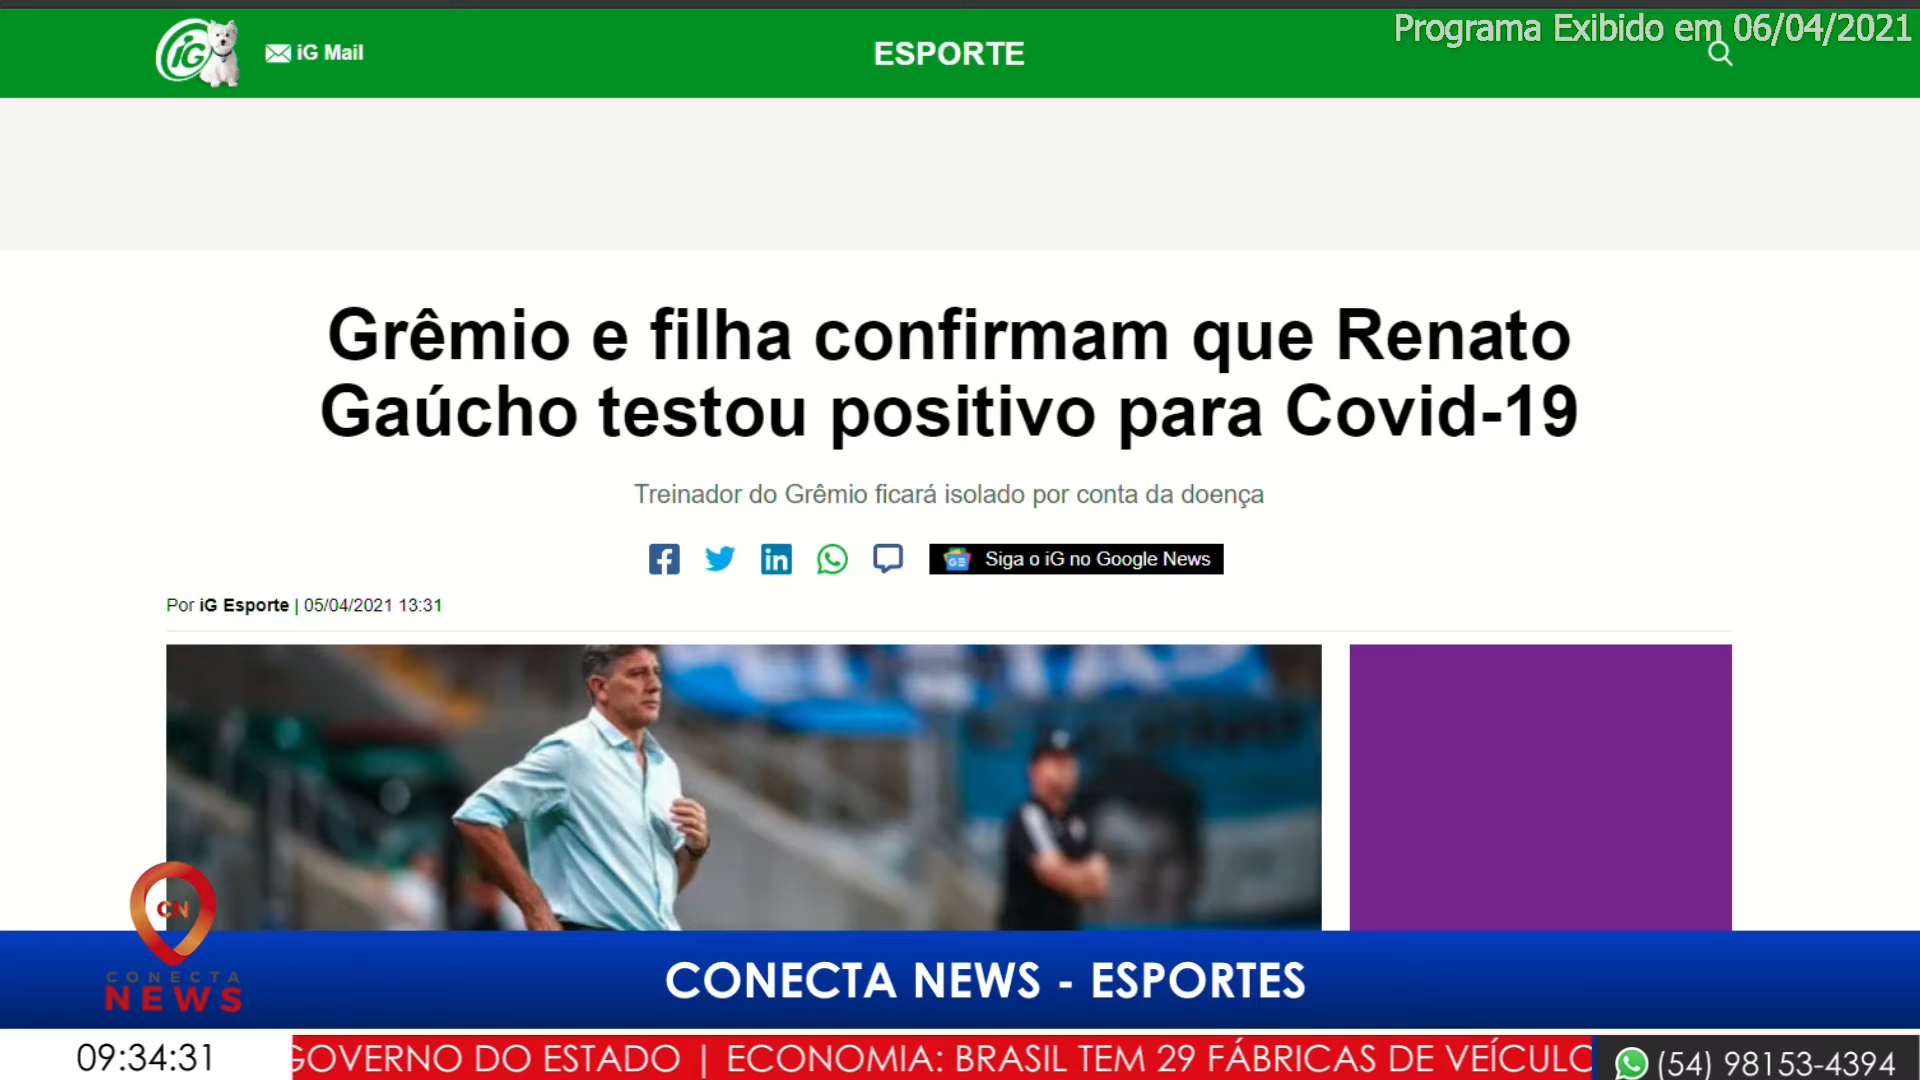 Programa Exibido em 06/04/2021
iG
iG Mail
ESPORTE
Grêmio e filha confirmam que Renato
Gaúcho testou positivo para Covid-19
Treinador do Grêmio ficará isolado por conta da doença
Siga o iG no Google News
Por iG Esporte | 05/04/2021 13:31
CN
CONECTA
NEWS
CONECTA NEWS - ESPORTES
09:34:31
GOVERNO DO ESTADO | ECONOMIA: BRASIL TEM 29 FÁBRICAS DE VEÍCULO
(54) 98153-4394